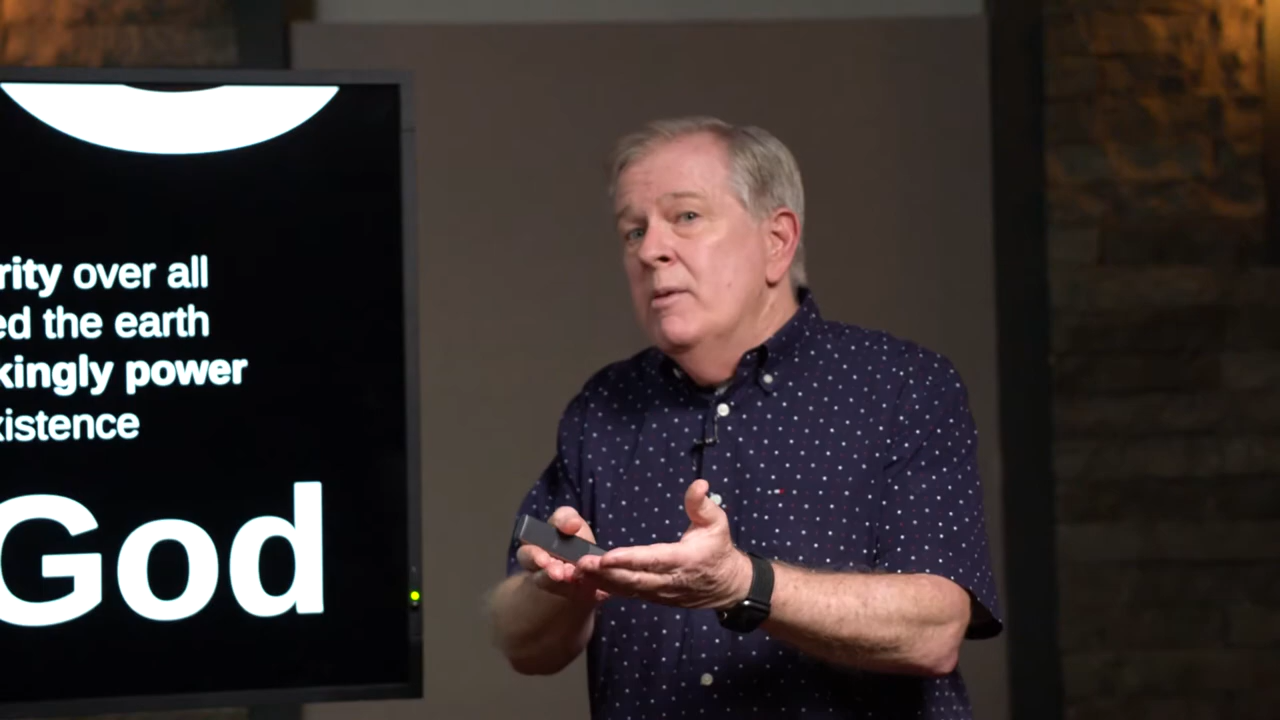 rity over all
ed the earth
kingly power
xistence
God